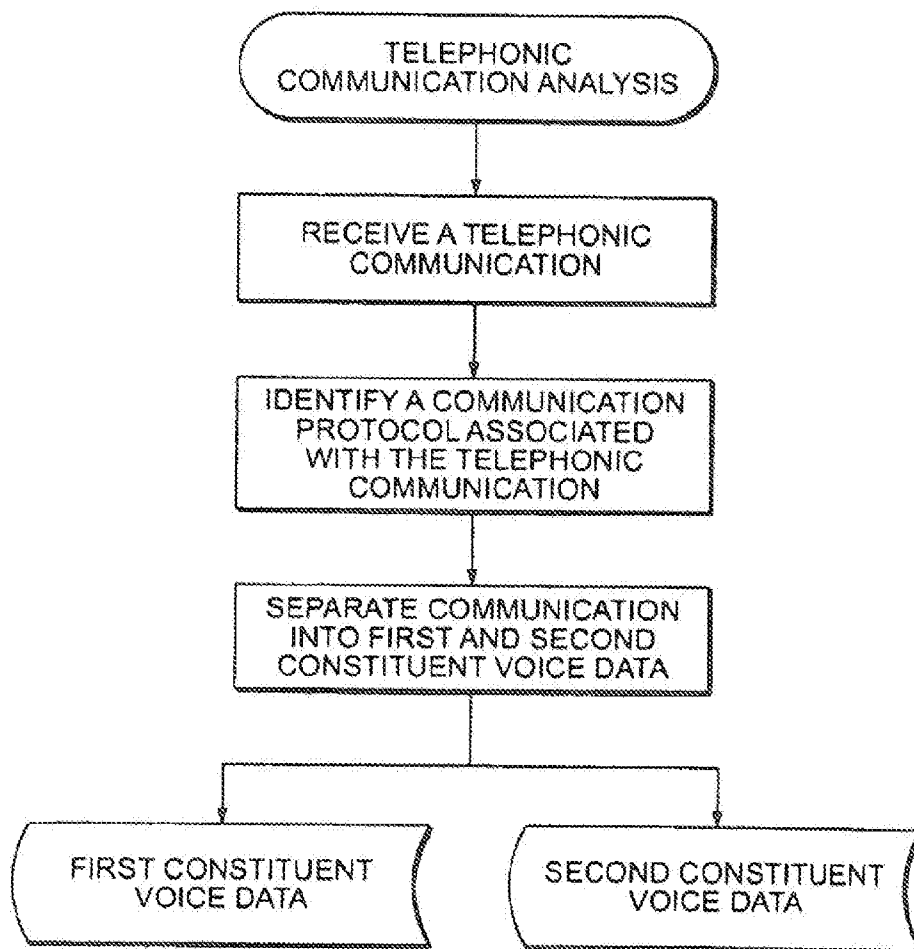 TELEPHONIC
COMMUNICATION ANALYSIS
RECEIVE A TELEPHONIC
COMMUNICATION
IDENTIFY A COMMUNICATION
PROTOCOL ASSOCIATED
WITH THE TELEPHONIC
COMMUNICATION
SEPARATE COMMUNICATION
INTO FIRST AND SECOND
CONSTITUENT VOICE DATA
FIRST CONSTITUENT
VOICE DATA
SECOND CONSTITUENT
VOICE DATA